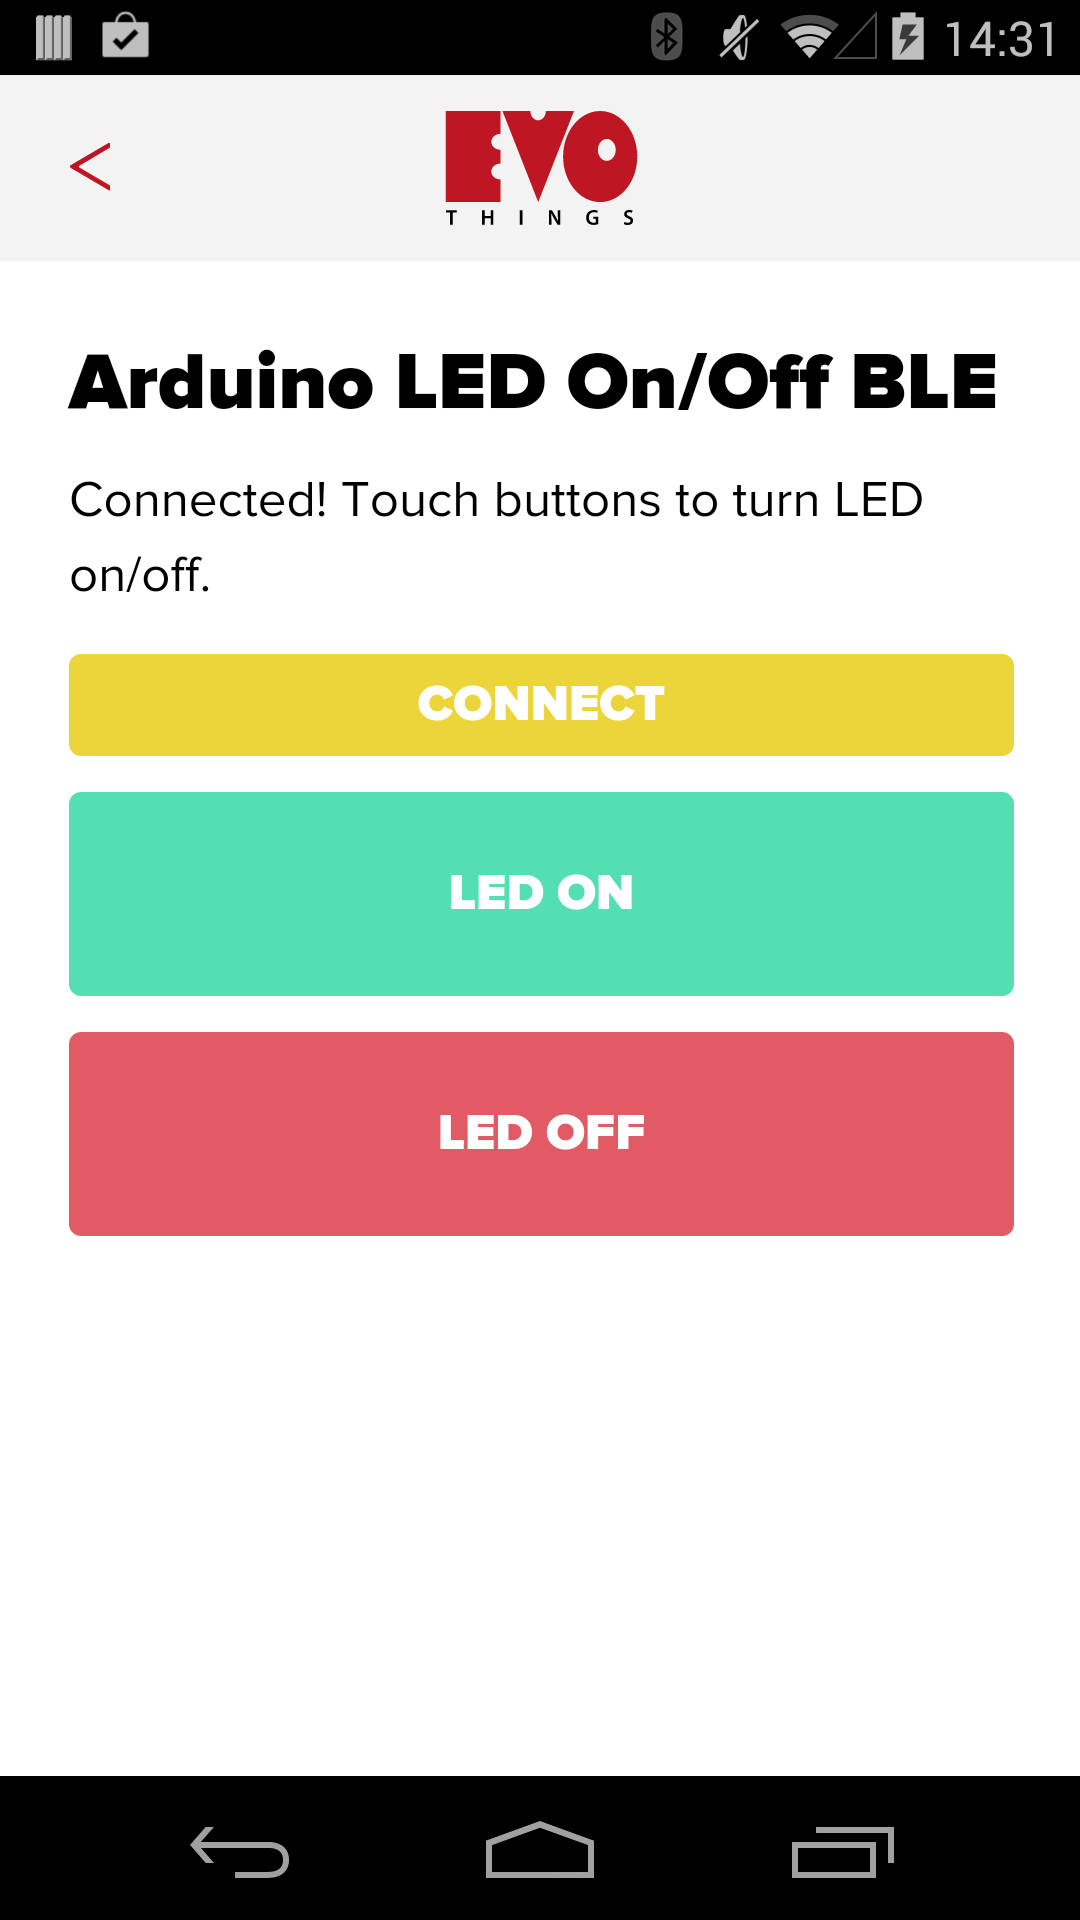 14:31
<
EVO
THINGS
Arduino LED On/Off BLE
Connected! Touch buttons to turn LED
on/off.
CONNECT
LED ON
LED OFF